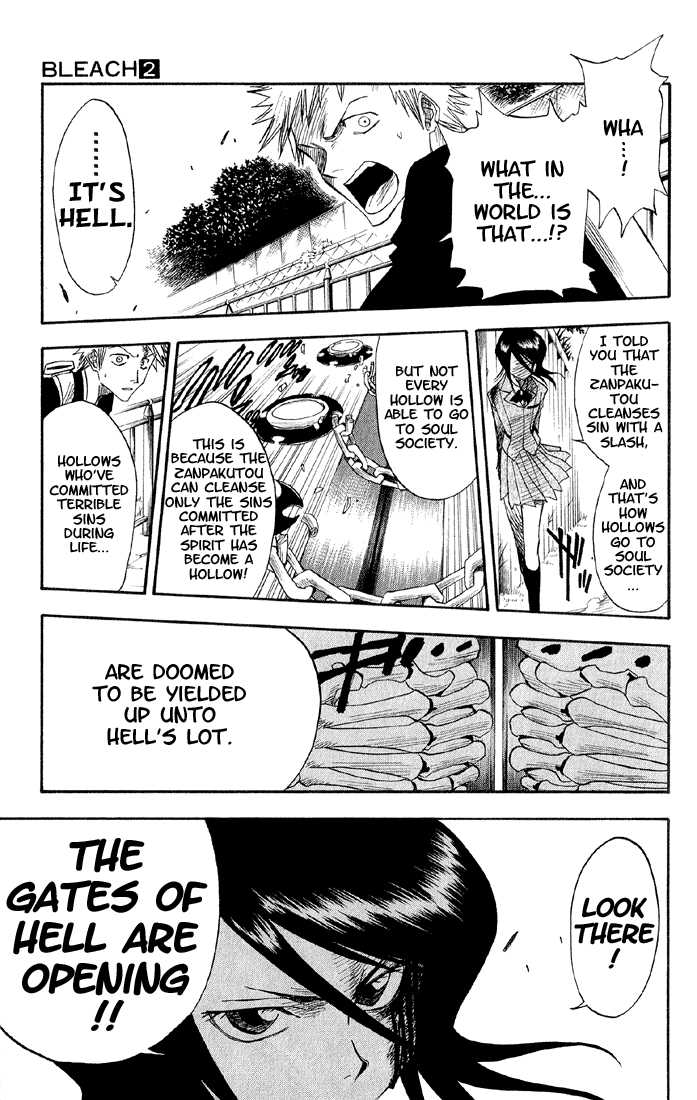 BLEACH 2
WHA
...!
WHAT IN
THE...
WORLD IS
THAT...!?
......
IT'S
HELL.
I TOLD
YOU THAT
THE
ZANPAKU-
TOU
CLEANSES
SIN WITH A
SLASH,
AND
THAT'S
HOW
HOLLOWS
GO TO
SOUL
SOCIETY
...
BUT NOT
EVERY
HOLLOW IS
ABLE TO GO
TO SOUL
SOCIETY.
THIS IS
BECAUSE THE
ZANPAKUTOU
CAN CLEANSE
ONLY THE SINS
COMMITTED
AFTER THE
SPIRIT HAS
BECOME A
HOLLOW!
HOLLOWS
WHO'VE
COMMITTED
TERRIBLE
SINS
DURING
LIFE...
ARE DOOMED
TO BE YIELDED
UP UNTO
HELL'S LOT.
LOOK
THERE
!
THE
GATES OF
HELL ARE
OPENING
!!